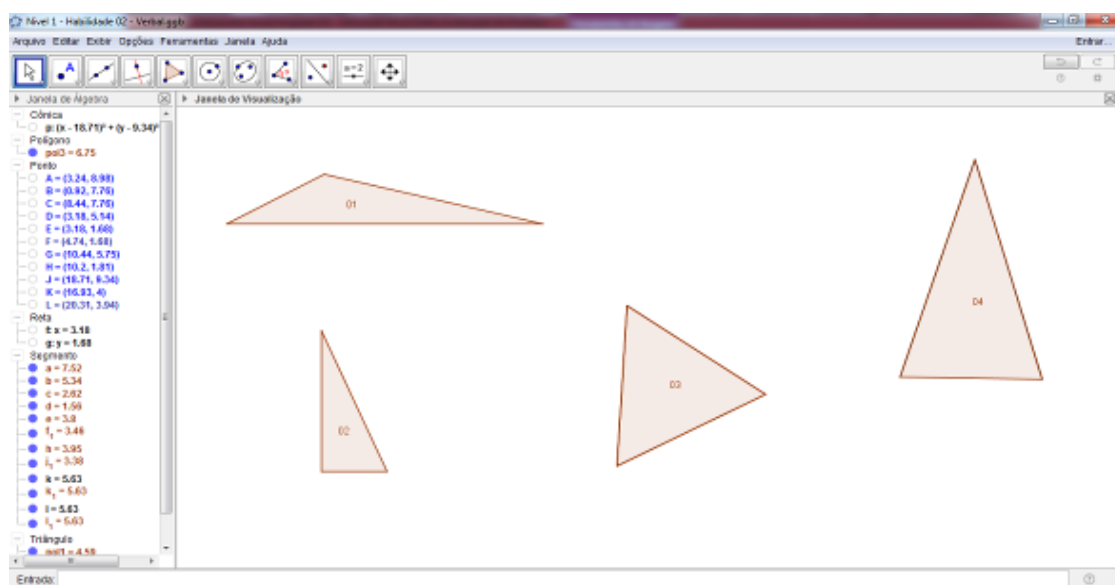 Nível 1 - Habilidade 02 - Verbal.ggb
Arquivo Editar Exibir Opções Ferramentas Janela Ajuda
Entrar...
A
a=2
Janela de Álgebra
Janela de Visualização
Cônica
p: (x - 18.71)² + (y - 9.34)²
Polígono
pol3 = 6.75
Ponto
A = (3.24, 8.98)
B = (0.92, 7.76)
C = (8.44, 7.76)
D = (3.18, 5.14)
E = (3.18, 1.68)
F = (4.74, 1.68)
G = (10.44, 5.75)
H = (10.2, 1.81)
J = (18.71, 9.34)
K = (16.93, 4)
L = (20.31, 3.94)
Reta
f: x = 3.18
g: y = 1.68
Segmento
a = 7.52
b = 5.34
c = 2.62
d = 1.56
e = 3.8
f₁ = 3.46
h = 3.95
j₁ = 3.38
k = 5.63
k₁ = 5.63
l = 5.63
l₁ = 5.63
Triângulo
pol1 = 4.59
01
02
03
04
Entrada: